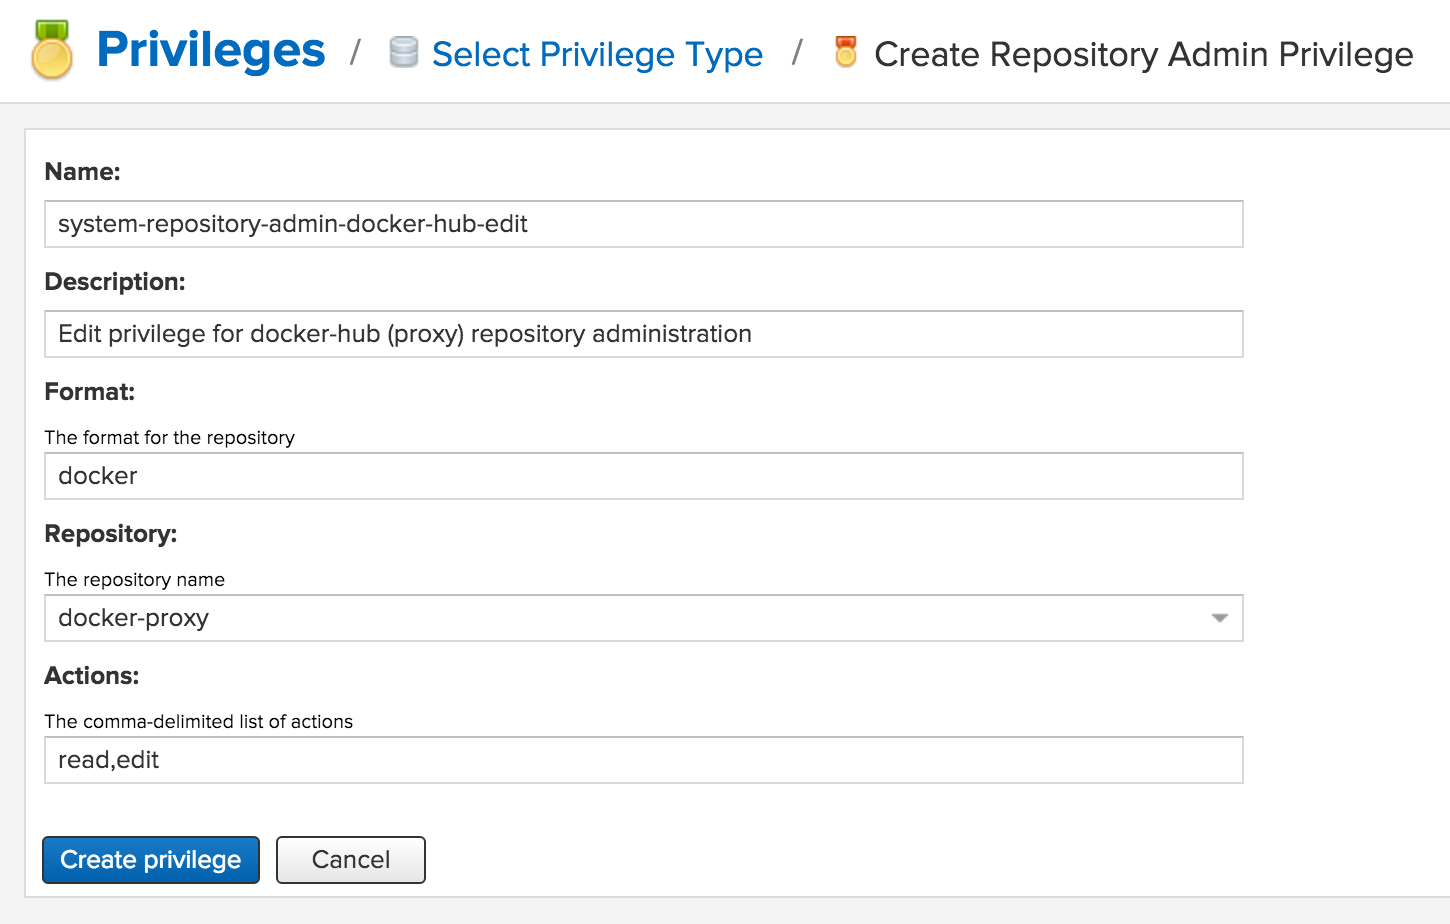 Privileges / Select Privilege Type / Create Repository Admin Privilege
Name:
system-repository-admin-docker-hub-edit
Description:
Edit privilege for docker-hub (proxy) repository administration
Format:
The format for the repository
docker
Repository:
The repository name
docker-proxy
Actions:
The comma-delimited list of actions
read,edit
Create privilege Cancel